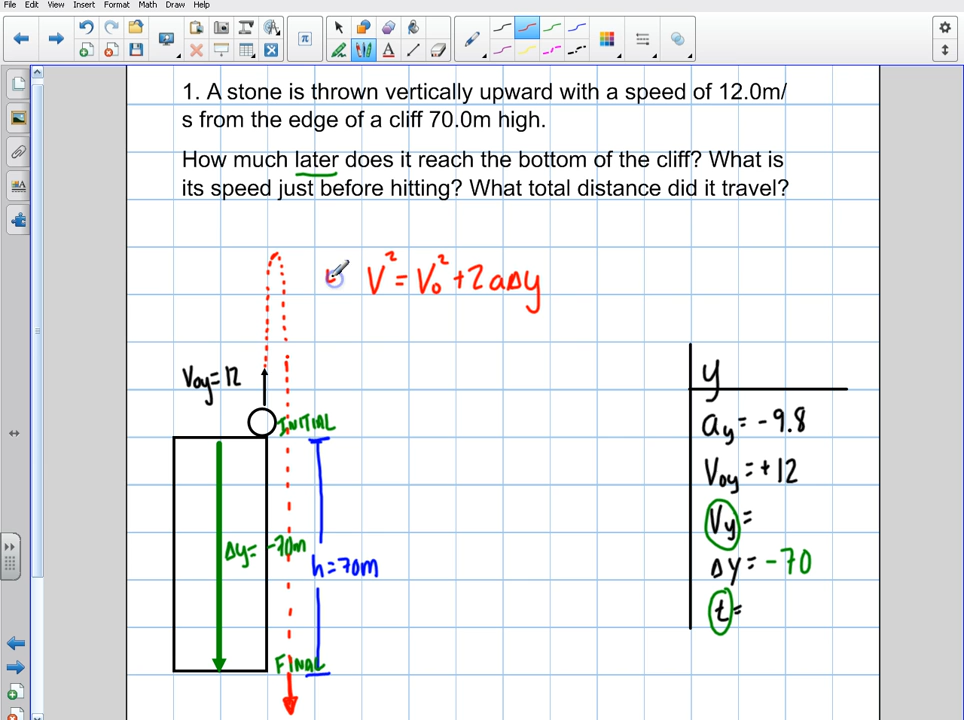 File Edit View Insert Format Math Draw Help
π
A
1. A stone is thrown vertically upward with a speed of 12.0m/
s from the edge of a cliff 70.0m high.
How much later does it reach the bottom of the cliff? What is
its speed just before hitting? What total distance did it travel?
V² = V₀² + 2aΔy
Voy=12
INITIAL
Δy= -70m
h=70m
FINAL
y
ay= -9.8
Voy=+12
Vy=
Δy= -70
t=